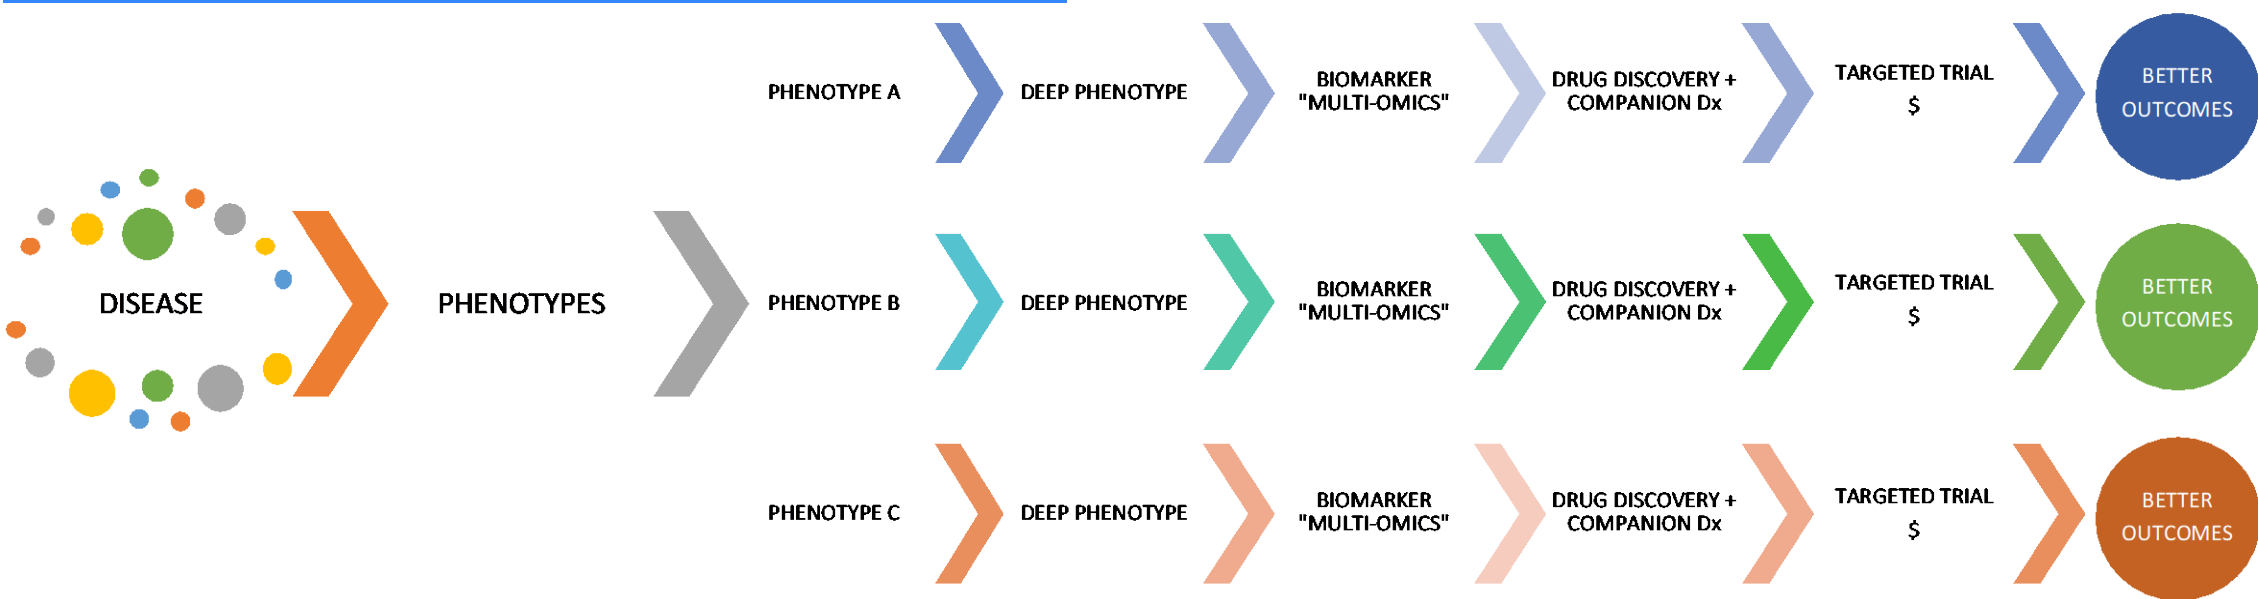 DISEASE
PHENOTYPES
PHENOTYPE A
DEEP PHENOTYPE
BIOMARKER
"MULTI-OMICS"
DRUG DISCOVERY +
COMPANION Dx
TARGETED TRIAL
$
BETTER
OUTCOMES
PHENOTYPE B
DEEP PHENOTYPE
BIOMARKER
"MULTI-OMICS"
DRUG DISCOVERY +
COMPANION Dx
TARGETED TRIAL
$
BETTER
OUTCOMES
PHENOTYPE C
DEEP PHENOTYPE
BIOMARKER
"MULTI-OMICS"
DRUG DISCOVERY +
COMPANION Dx
TARGETED TRIAL
$
BETTER
OUTCOMES